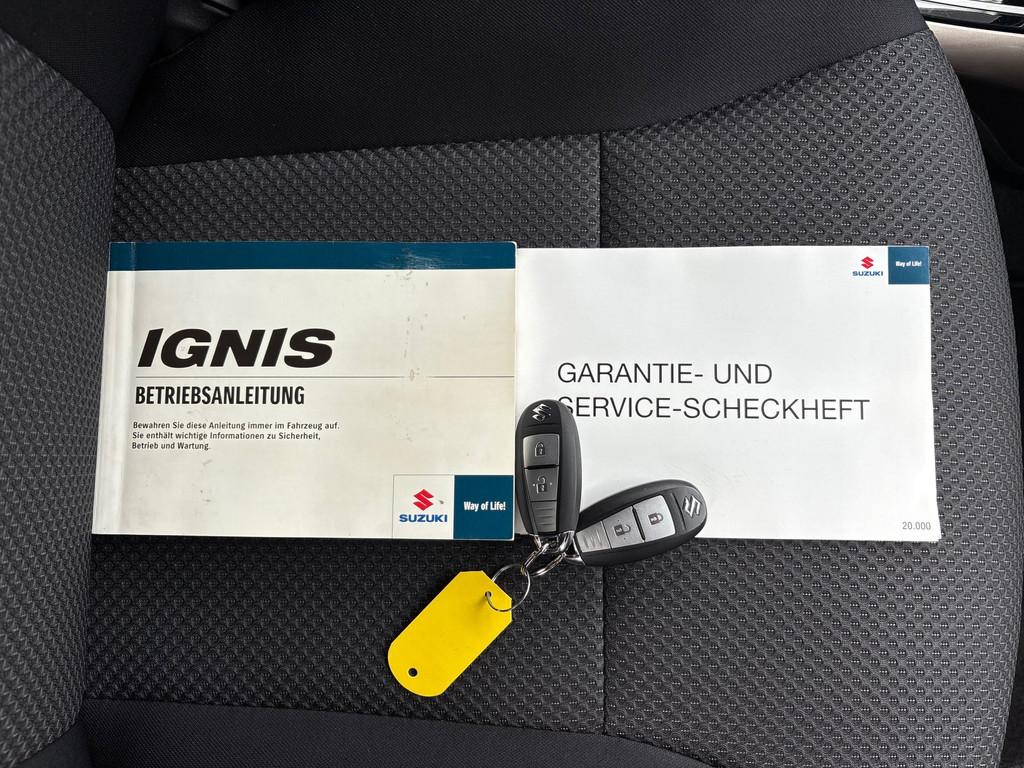 IGNIS
BETRIEBSANLEITUNG
Bewahren Sie diese Anleitung immer im Fahrzeug auf.
Sie enthält wichtige Informationen zu Sicherheit,
Betrieb und Wartung.
SUZUKI
Way of Life!
SUZUKI
Way of Life!
GARANTIE- UND
SERVICE-SCHECKHEFT
20.000